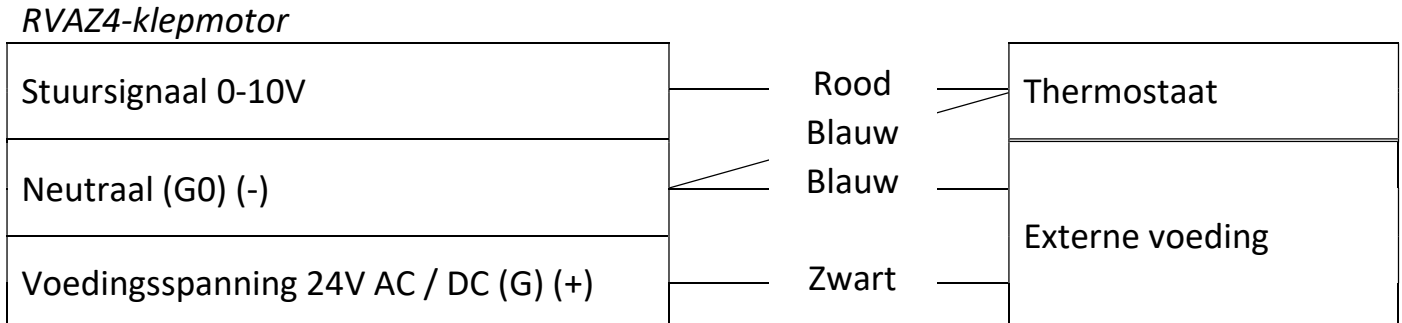 RVAZ4-klepmotor
Stuursignaal 0-10V
Rood
Thermostaat
Blauw
Neutraal (G0) (-)
Blauw
Externe voeding
Voedingsspanning 24V AC / DC (G) (+)
Zwart